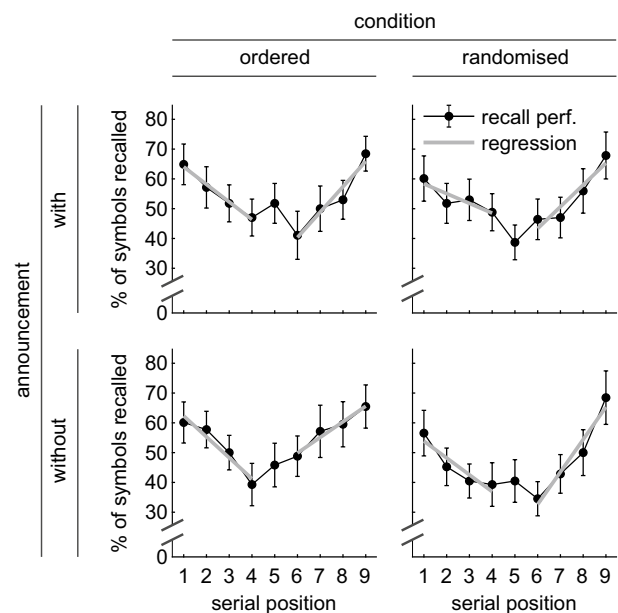 condition
ordered
randomised
announcement
with
% of symbols recalled
80
70
60
50
40
30
0
recall perf.
regression
without
% of symbols recalled
80
70
60
50
40
30
0
1 2 3 4 5 6 7 8 9
serial position
1 2 3 4 5 6 7 8 9
serial position